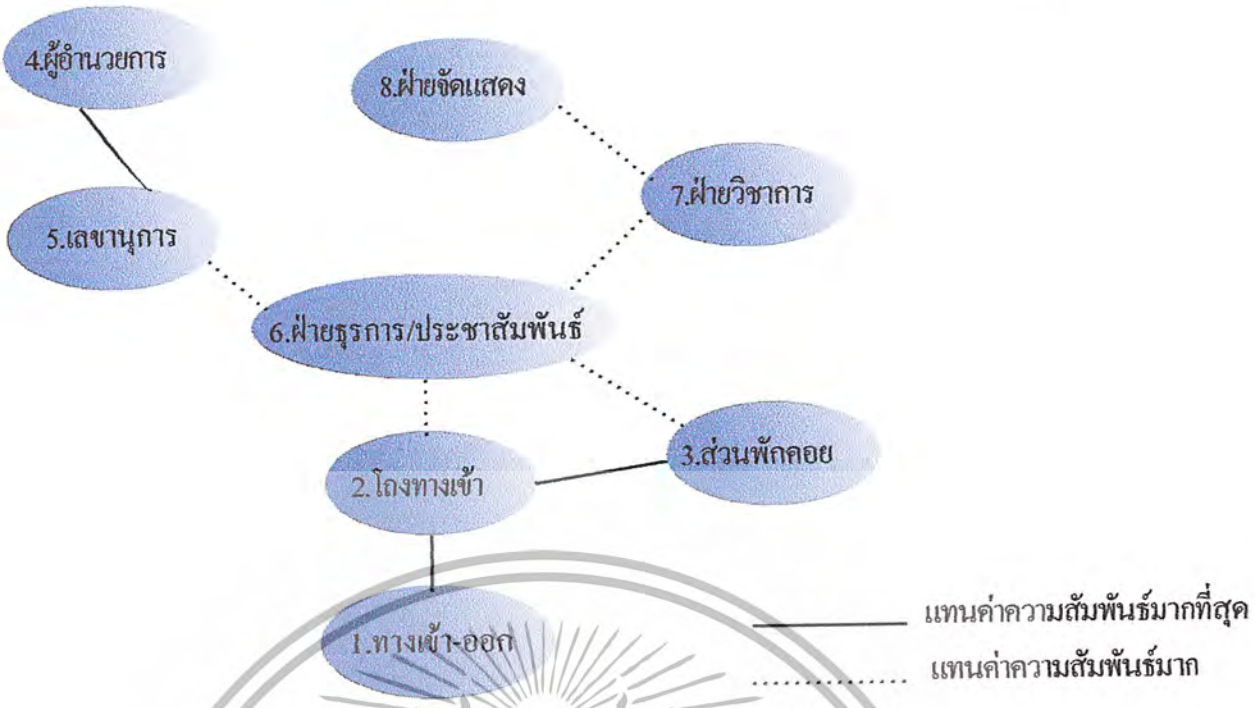 4.ผู้อำนวยการ
8.ฝ่ายจัดแสดง
7.ฝ่ายวิชาการ
5.เลขานุการ
6.ฝ่ายธุรการ/ประชาสัมพันธ์
3.ส่วนพักคอย
2.โถงทางเข้า
1.ทางเข้า-ออก
แทนค่าความสัมพันธ์มากที่สุด
แทนค่าความสัมพันธ์มาก